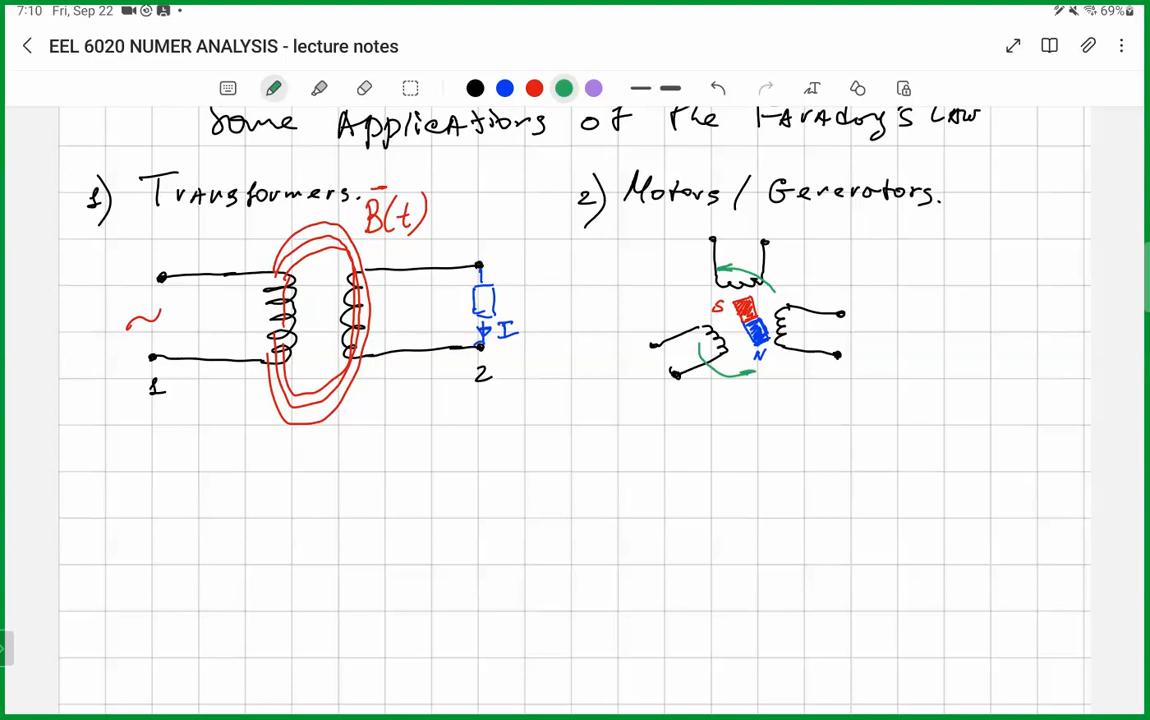 7:10 Fri, Sep 22
69%
EEL 6020 NUMER ANALYSIS - lecture notes
Some Applications of the Faraday's Law
1) Transformers.
2) Motors / Generators.
B(t)
S
N
I
1
2